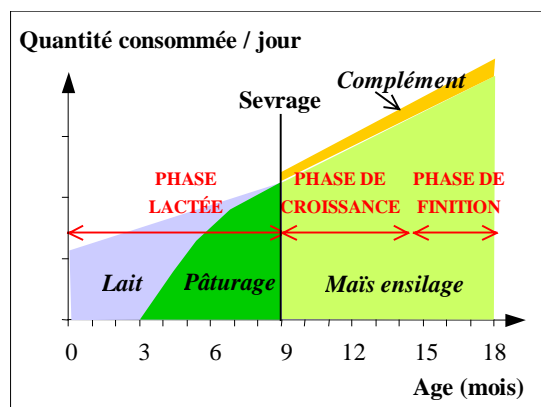 Quantité consommée / jour
Complément
Sevrage
PHASE LACTÉE
PHASE DE CROISSANCE
PHASE DE FINITION
Lait
Pâturage
Maïs ensilage
0 3 6 9 12 15 18
Age (mois)